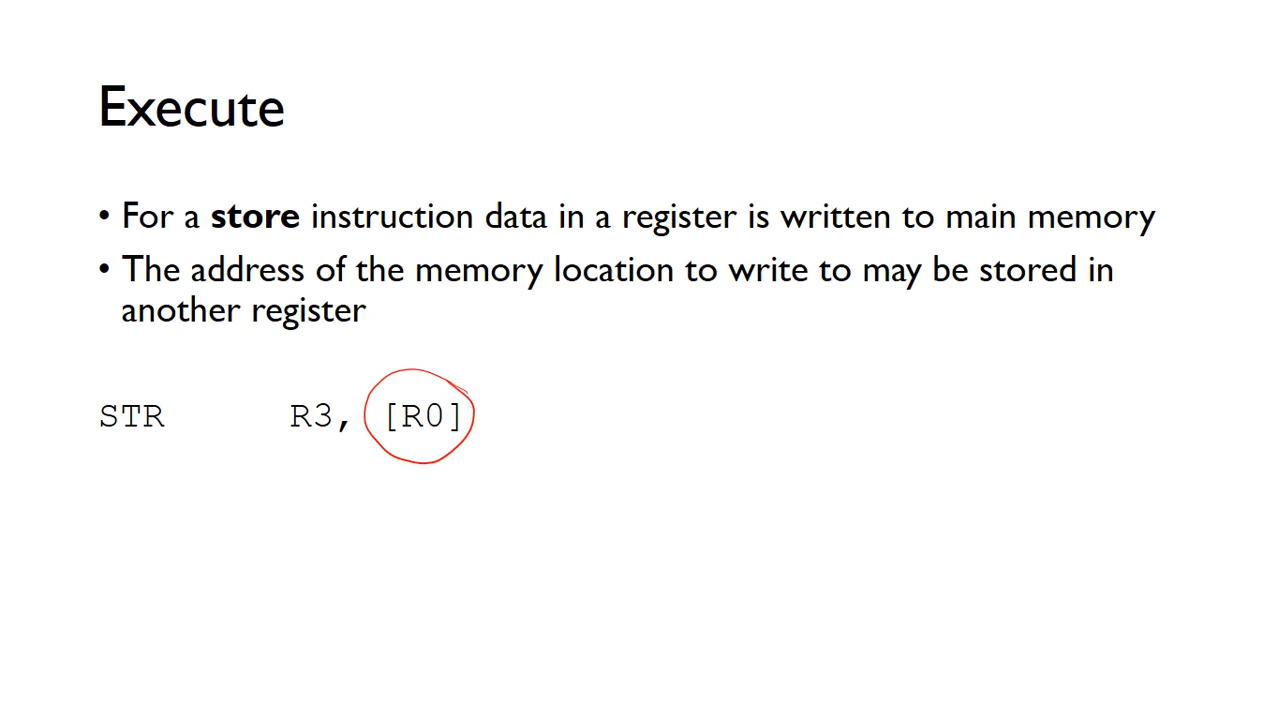 Execute
• For a store instruction data in a register is written to main memory
• The address of the memory location to write to may be stored in
another register
STR R3, [R0]